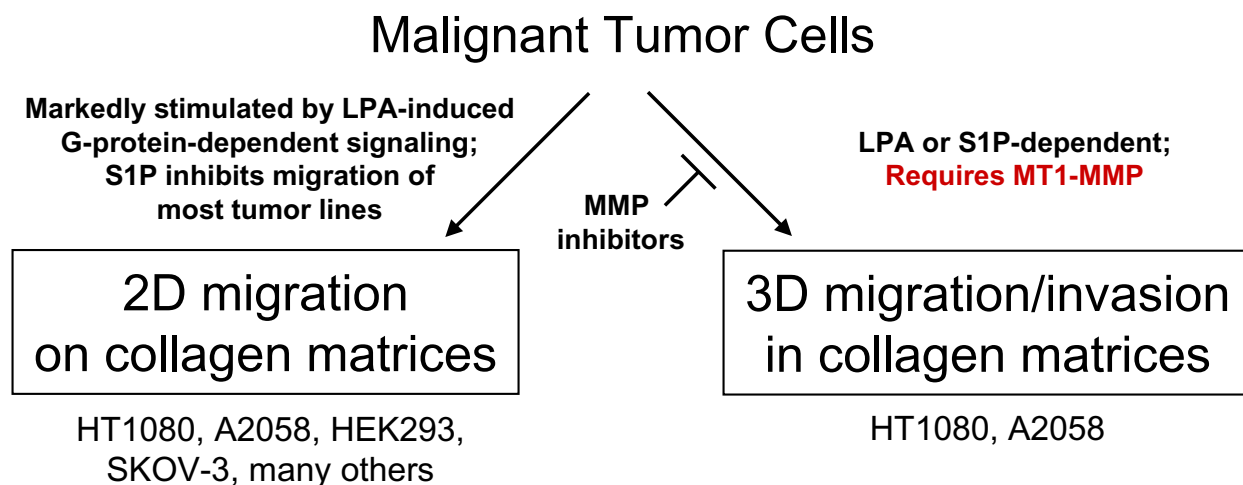 Malignant Tumor Cells
Markedly stimulated by LPA-induced
G-protein-dependent signaling;
S1P inhibits migration of
most tumor lines
MMP
inhibitors
LPA or S1P-dependent;
Requires MT1-MMP
2D migration
on collagen matrices
3D migration/invasion
in collagen matrices
HT1080, A2058, HEK293,
SKOV-3, many others
HT1080, A2058